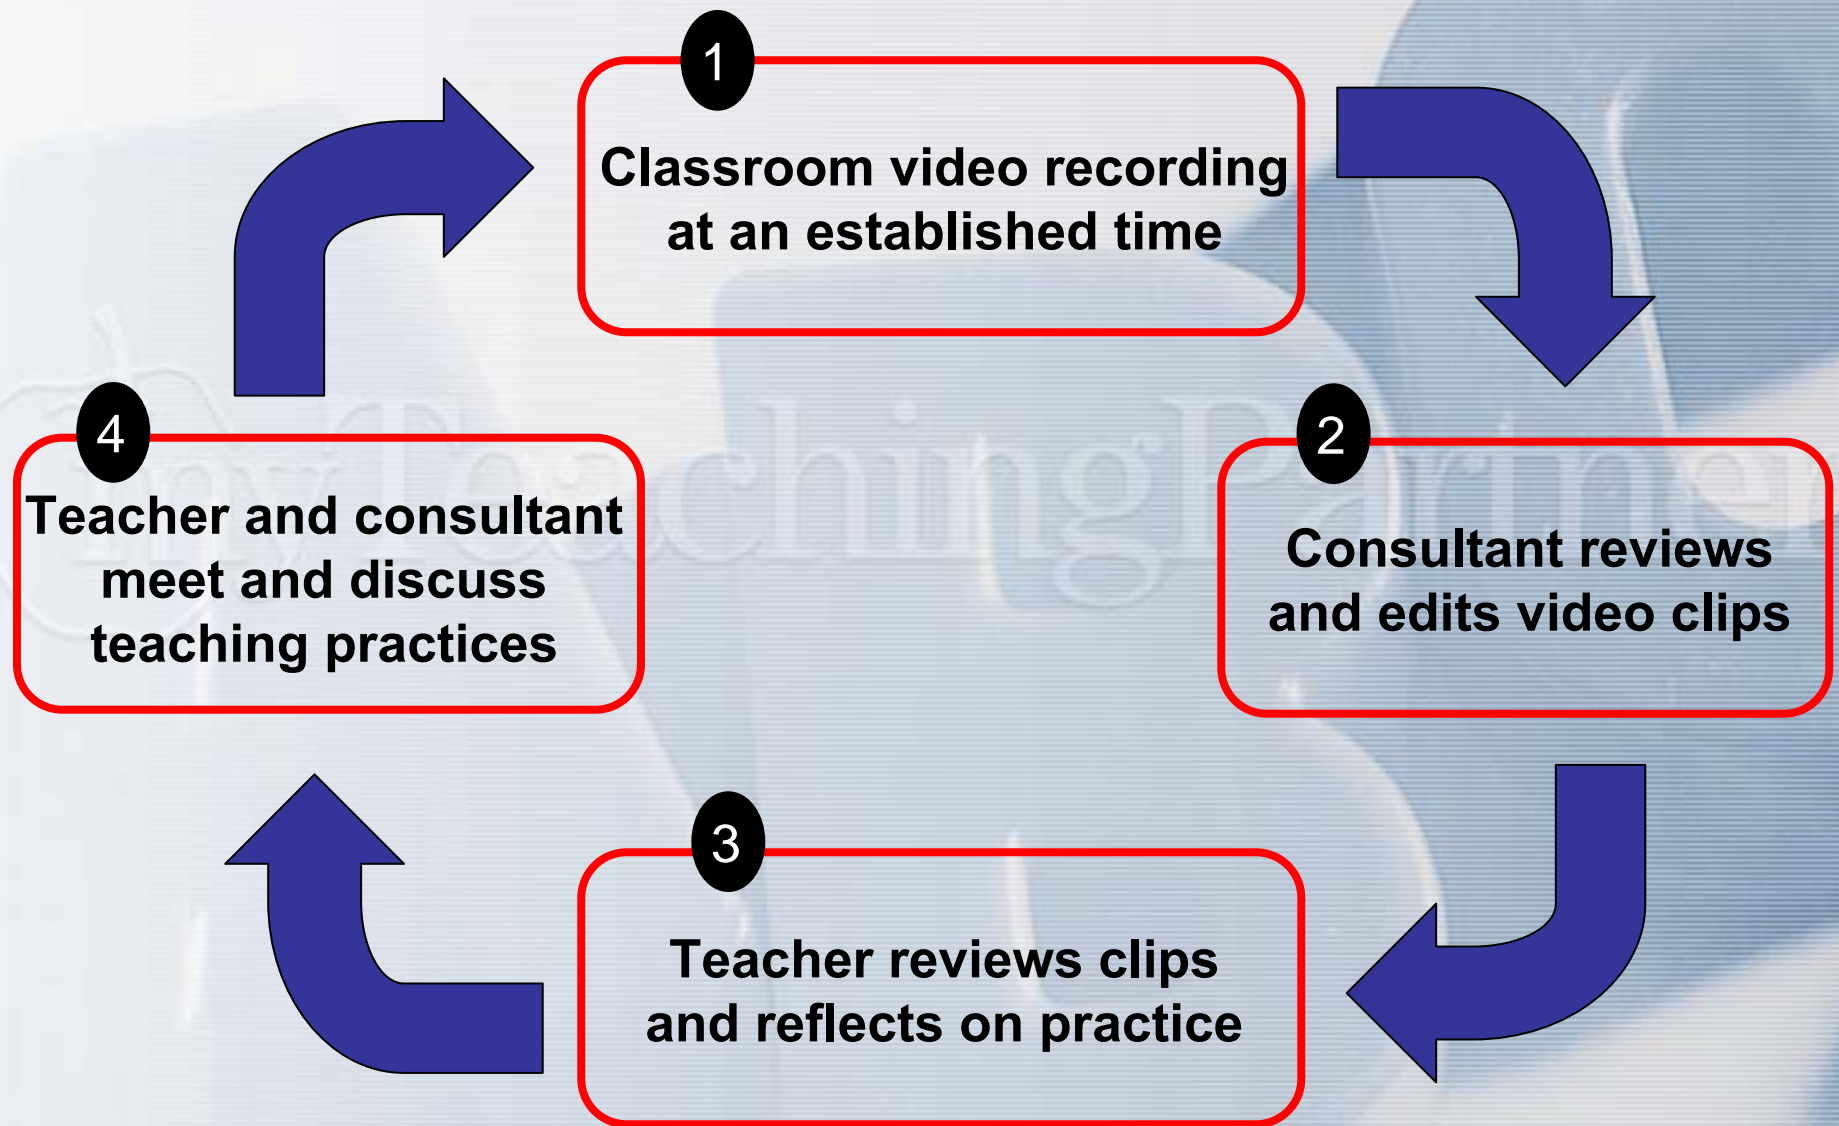 1
Classroom video recording
at an established time
2
Consultant reviews
and edits video clips
3
Teacher reviews clips
and reflects on practice
4
Teacher and consultant
meet and discuss
teaching practices
myTeachingPartner